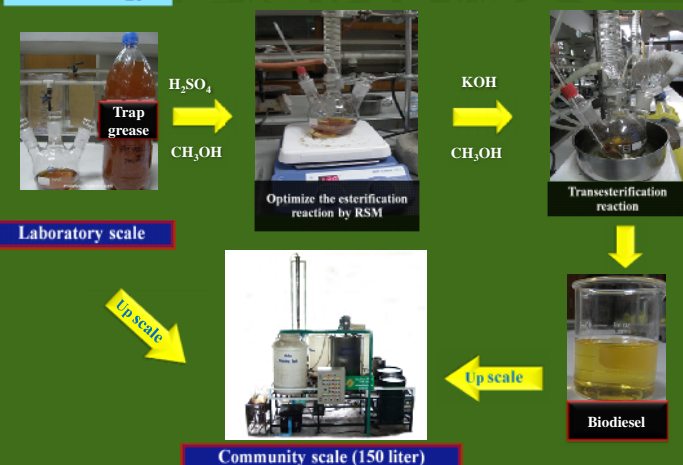 Trap
grease
H₂SO₄
CH₃OH
Optimize the esterification
reaction by RSM
KOH
CH₃OH
Transesterification
reaction
Laboratory scale
Up scale
Up scale
Biodiesel
Community scale (150 liter)